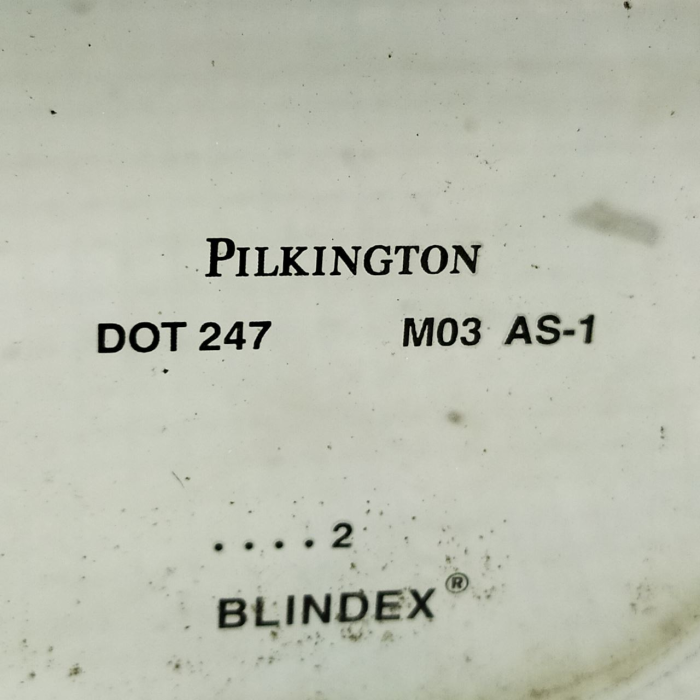 PILKINGTON
DOT 247 M03 AS-1
....2
BLINDEX®